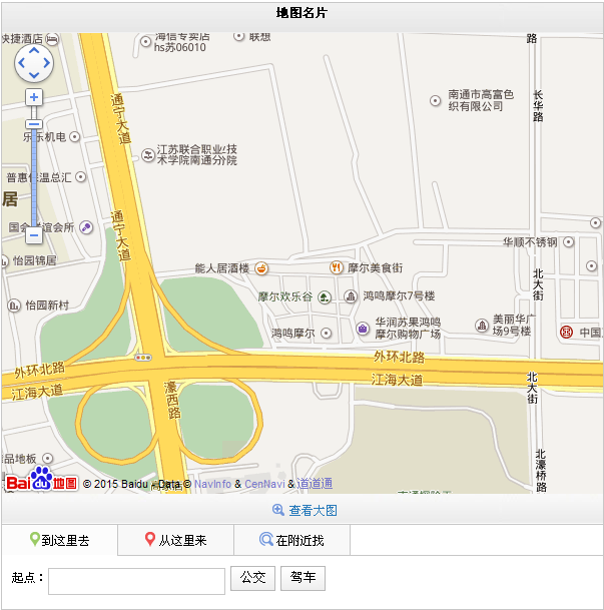 地图名片
快捷酒店
海信专卖店
hs苏06010
联想
路
通宁大道
南通市高富色
织有限公司
长华路
乐乐机电
江苏联合职业技
术学院南通分院
普惠保温总汇
居
通宁大道
怡园锦居
华顺不锈钢
能人居酒楼
摩尔美食街
北大街
摩尔欢乐谷
鸿鸣摩尔7号楼
怡园新村
鸿鸣摩尔
华润苏果鸿鸣
摩尔购物广场
美丽华广
场9号楼
中国
外环北路
外环北路
江海大道
江海大道
濠西路
北大街
品地板
北濠桥路
Bai du 地图
© 2015 Baidu - Data © NavInfo & CenNavi & 道道通
查看大图
到这里去
从这里来
在附近找
起点：
公交
驾车